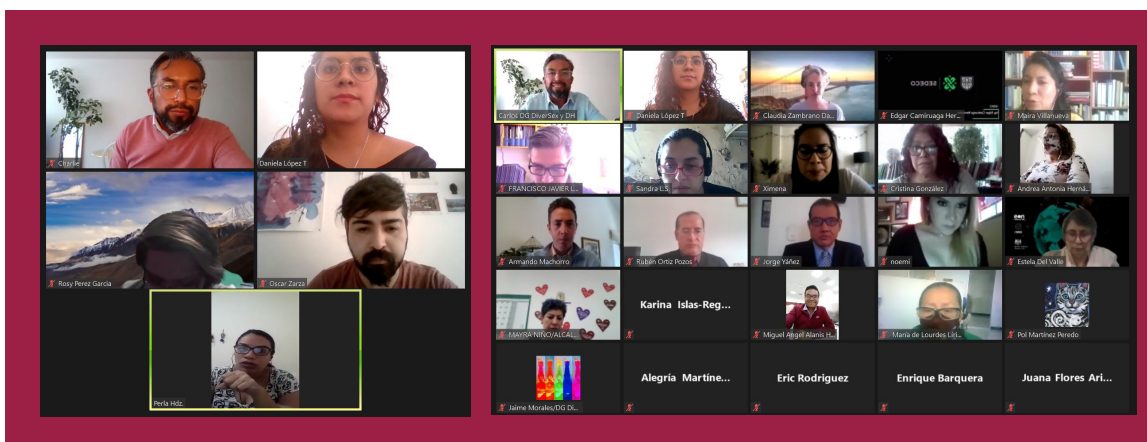 Charlie
Daniela López T
Rosy Perez Garcia
Oscar Zarza
Perla Hdz.
Carlos DG DiverSex y DH
Daniela López T
Claudia Zambrano Da...
SEDECO
Edgar Camiruaga Her...
Maira Villanueva
FRANCISCO JAVIER L...
Sandra U.S.
Ximena
Cristina González
Andrea Antonia Herná...
Armando Machorro
Rubén Ortiz Pozos
Jorge Yáñez
noemi
Estela Del Valle
MAYRA NIÑO/ALCAL...
Karina Islas-Reg...
Miguel Angel Alanis H...
María de Lourdes Liri...
Pol Martínez Peredo
Jaime Morales/DG Di...
Alegría Martíne...
Eric Rodriguez
Enrique Barquera
Juana Flores Ari...